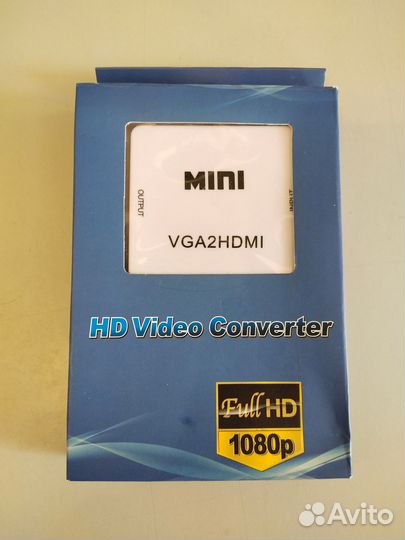 MINI
OUTPUT
INPUT
VGA2HDMI
HD Video Converter
Full HD
1080p
Avito